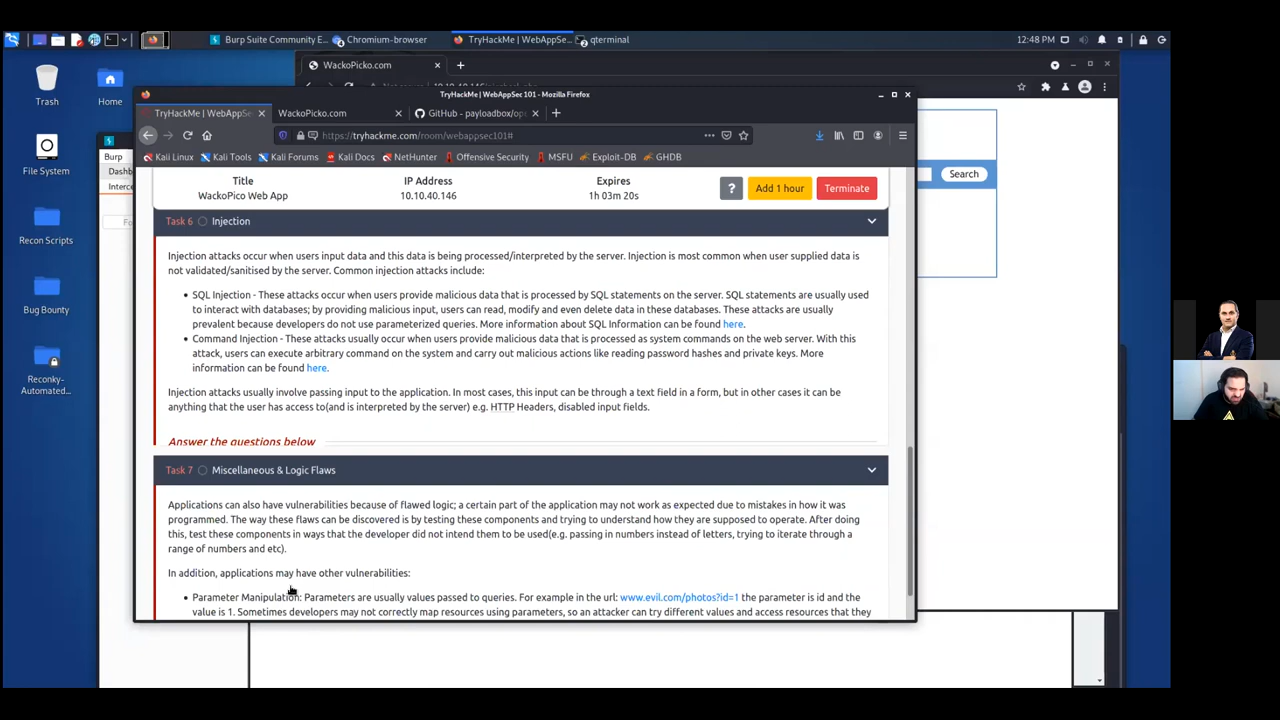 Burp Suite Community E...
Chromium-browser
TryHackMe | WebAppSe...
qterminal
12:48 PM
WackoPicko.com
Trash
Home
File System
Recon Scripts
Bug Bounty
Reconky-
Automated...
Burp
Dashb
Interce
TryHackMe | WebAppSec 101 - Mozilla Firefox
TryHackMe | WebAppSec
WackoPicko.com
GitHub - payloadbox/op
https://tryhackme.com/room/webappsec101#
Kali Linux
Kali Tools
Kali Forums
Kali Docs
NetHunter
Offensive Security
MSFU
Exploit-DB
GHDB
Title
IP Address
Expires
WackoPico Web App
10.10.40.146
1h 03m 20s
?
Add 1 hour
Terminate
Search
Task 6
Injection
Injection attacks occur when users input data and this data is being processed/interpreted by the server. Injection is most common when user supplied data is
not validated/sanitised by the server. Common injection attacks include:
SQL Injection - These attacks occur when users provide malicious data that is processed by SQL statements on the server. SQL statements are usually used
to interact with databases; by providing malicious input, users can read, modify and even delete data in these databases. These attacks are usually
prevalent because developers do not use parameterized queries. More information about SQL Information can be found here.
Command Injection - These attacks usually occur when users provide malicious data that is processed as system commands on the web server. With this
attack, users can execute arbitrary command on the system and carry out malicious actions like reading password hashes and private keys. More
information can be found here.
Injection attacks usually involve passing input to the application. In most cases, this input can be through a text field in a form, but in other cases it can be
anything that the user has access to(and is interpreted by the server) e.g. HTTP Headers, disabled input fields.
Answer the questions below
Task 7
Miscellaneous & Logic Flaws
Applications can also have vulnerabilities because of flawed logic; a certain part of the application may not work as expected due to mistakes in how it was
programmed. The way these flaws can be discovered is by testing these components and trying to understand how they are supposed to operate. After doing
this, test these components in ways that the developer did not intend them to be used(e.g. passing in numbers instead of letters, trying to iterate through a
range of numbers and etc).
In addition, applications may have other vulnerabilities:
Parameter Manipulation: Parameters are usually values passed to queries. For example in the url: www.evil.com/photos?id=1 the parameter is id and the
value is 1. Sometimes developers may not correctly map resources using parameters, so an attacker can try different values and access resources that they